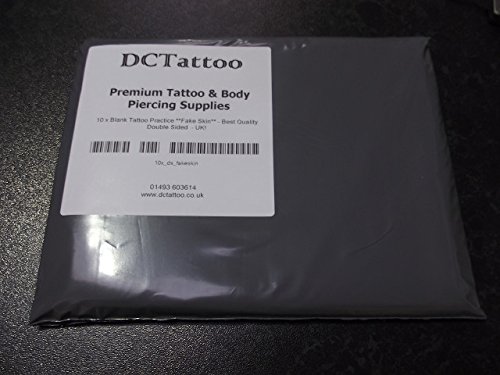 DCTattoo
Premium Tattoo & Body
Piercing Supplies
10 x Blank Tattoo Practice **Fake Skin** - Best Quality
Double Sided - UK!
10x_ds_fakeskin
01493 603614
www.dctattoo.co.uk